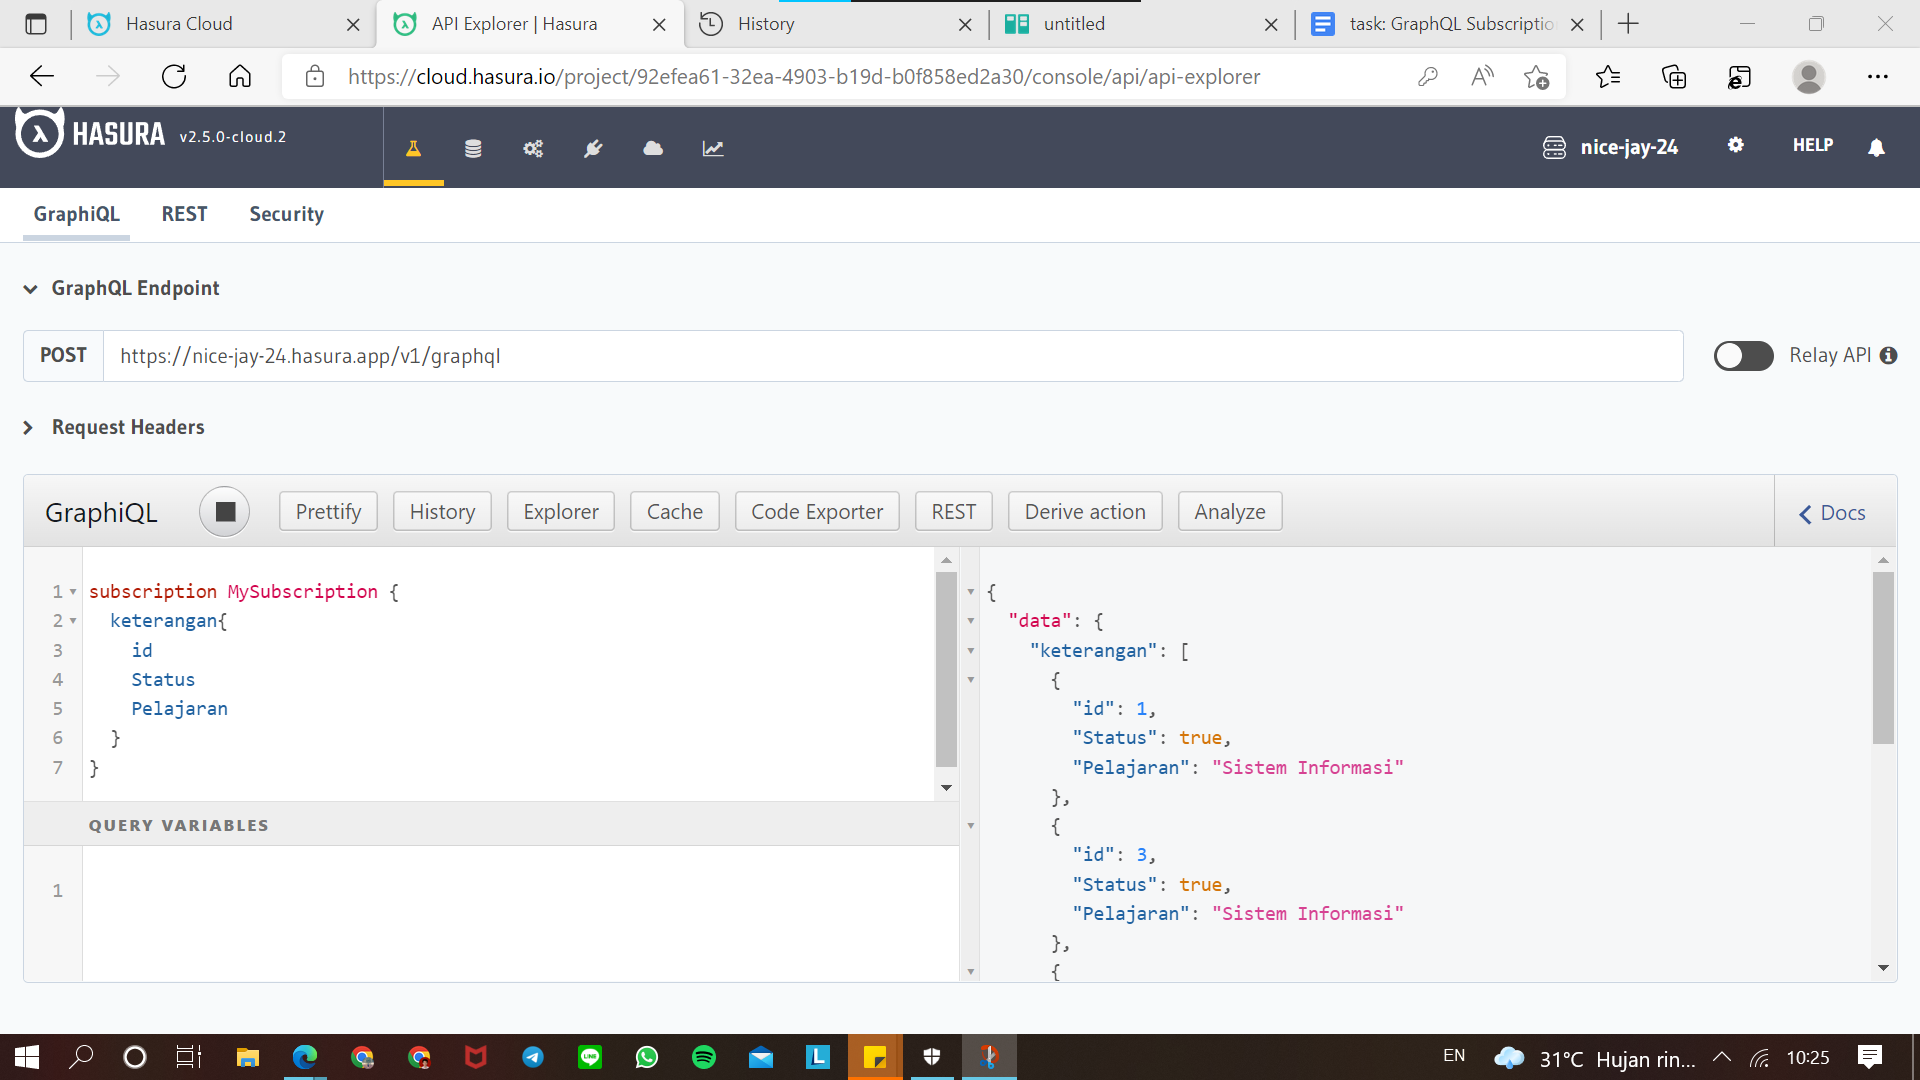 Hasura Cloud
API Explorer | Hasura
History
untitled
task: GraphQL Subscriptio
https://cloud.hasura.io/project/92efea61-32ea-4903-b19d-b0f858ed2a30/console/api/api-explorer
HASURA v2.5.0-cloud.2
nice-jay-24
HELP
GraphiQL REST Security
GraphQL Endpoint
POST https://nice-jay-24.hasura.app/v1/graphql
Relay API
Request Headers
GraphiQL Prettify History Explorer Cache Code Exporter REST Derive action Analyze Docs
1 subscription MySubscription {
2 keterangan{
3 id
4 Status
5 Pelajaran
6 }
7 }
QUERY VARIABLES
1
{
"data": {
"keterangan": [
{
"id": 1,
"Status": true,
"Pelajaran": "Sistem Informasi"
},
{
"id": 3,
"Status": true,
"Pelajaran": "Sistem Informasi"
},
{
LINE
L
EN 31°C Hujan rin... 10:25